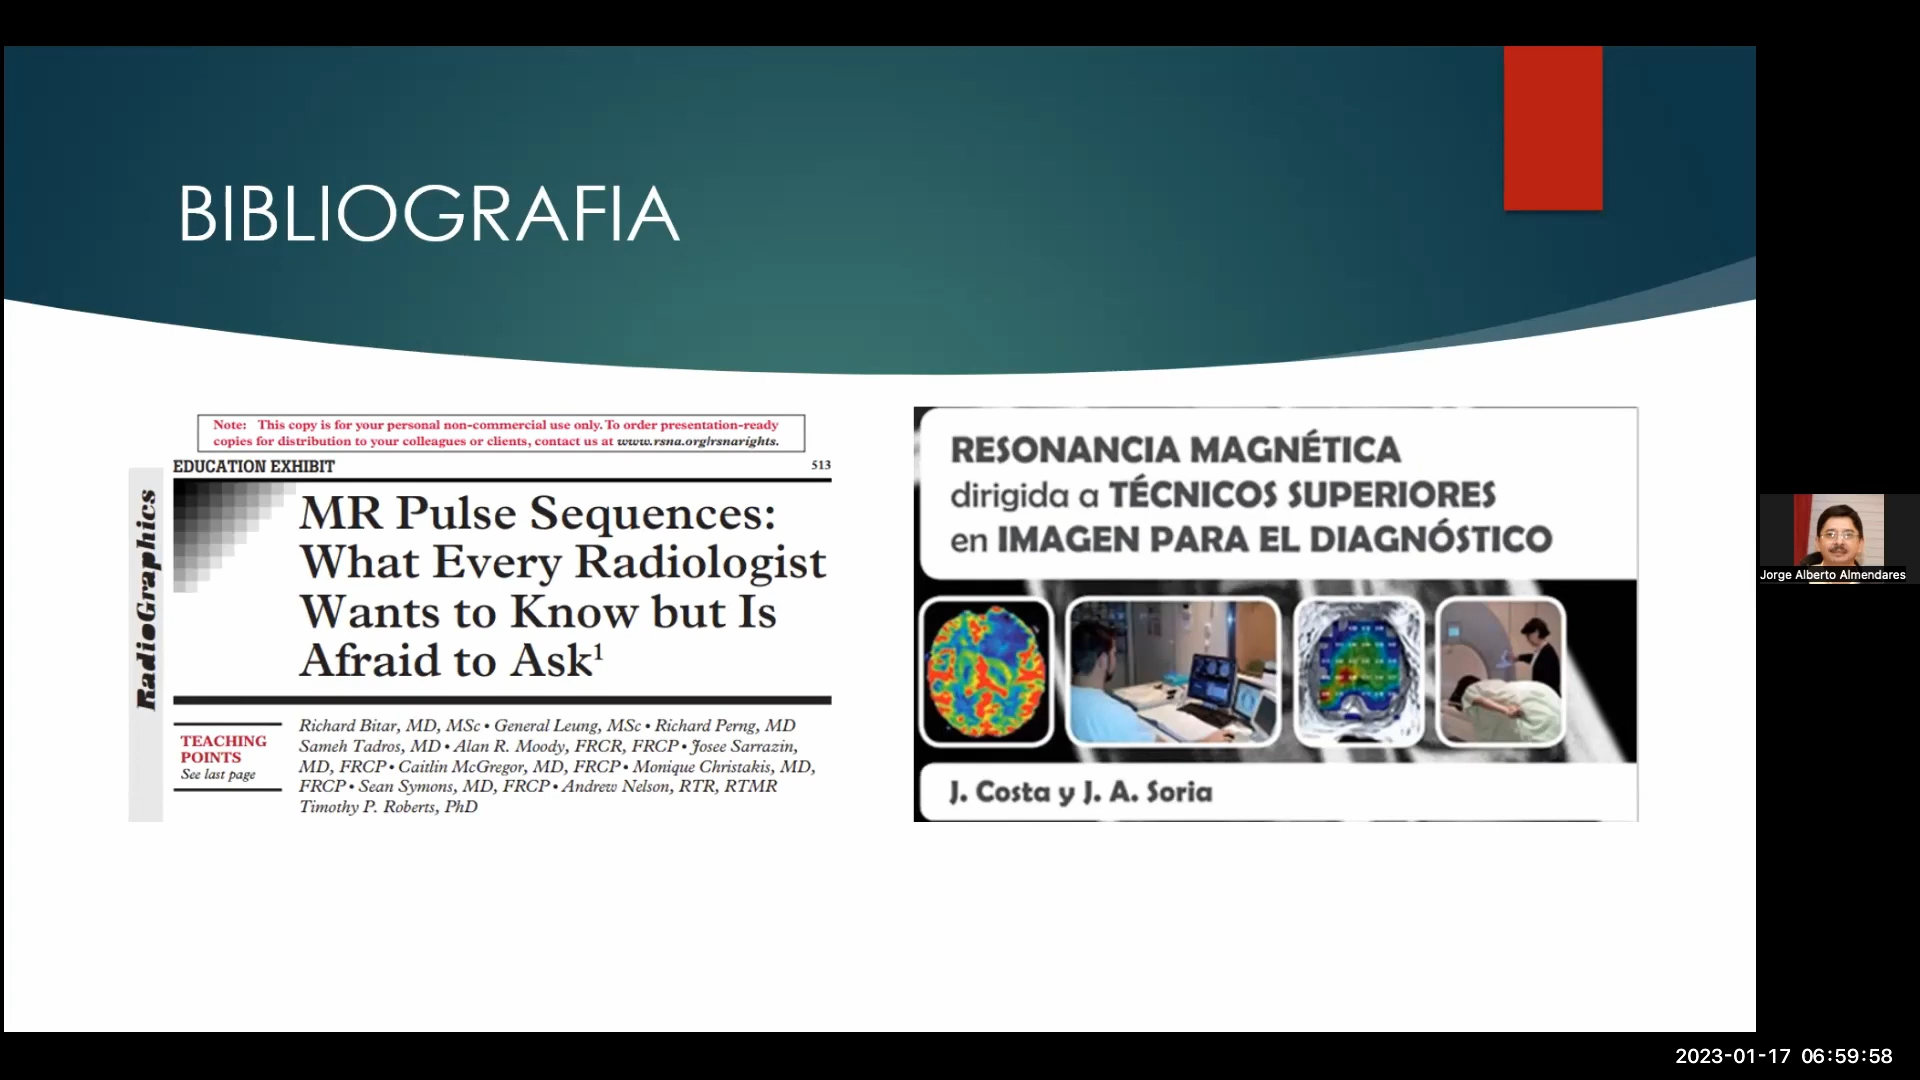 BIBLIOGRAFIA
Note: This copy is for your personal non-commercial use only. To order presentation-ready
copies for distribution to your colleagues or clients, contact us at www.rsna.org/rsnarights.
EDUCATION EXHIBIT
513
RadioGraphics
MR Pulse Sequences:
What Every Radiologist
Wants to Know but Is
Afraid to Ask¹
TEACHING
POINTS
See last page
Richard Bitar, MD, MSc • General Leung, MSc • Richard Perng, MD
Sameh Tadros, MD • Alan R. Moody, FRCR, FRCP • Josee Sarrazin,
MD, FRCP • Caitlin McGregor, MD, FRCP • Monique Christakis, MD,
FRCP • Sean Symons, MD, FRCP • Andrew Nelson, RTR, RTMR
Timothy P. Roberts, PhD
RESONANCIA MAGNÉTICA
dirigida a TÉCNICOS SUPERIORES
en IMAGEN PARA EL DIAGNÓSTICO
J. Costa y J. A. Soria
Jorge Alberto Almendares
2023-01-17 06:59:58